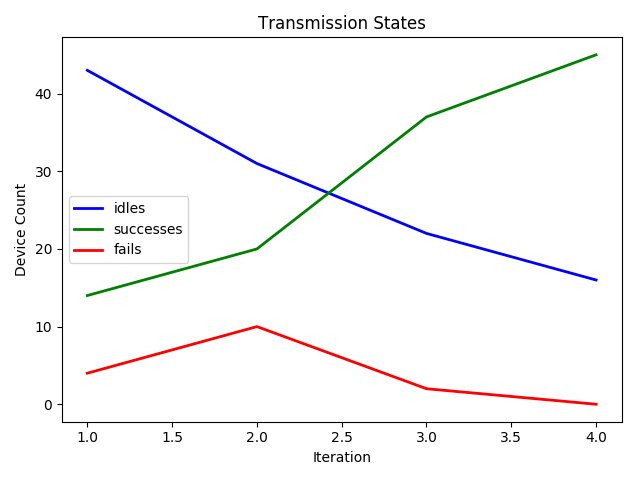 Transmission States
Device Count
40
30
20
10
0
idles
successes
fails
1.0 1.5 2.0 2.5 3.0 3.5 4.0
Iteration